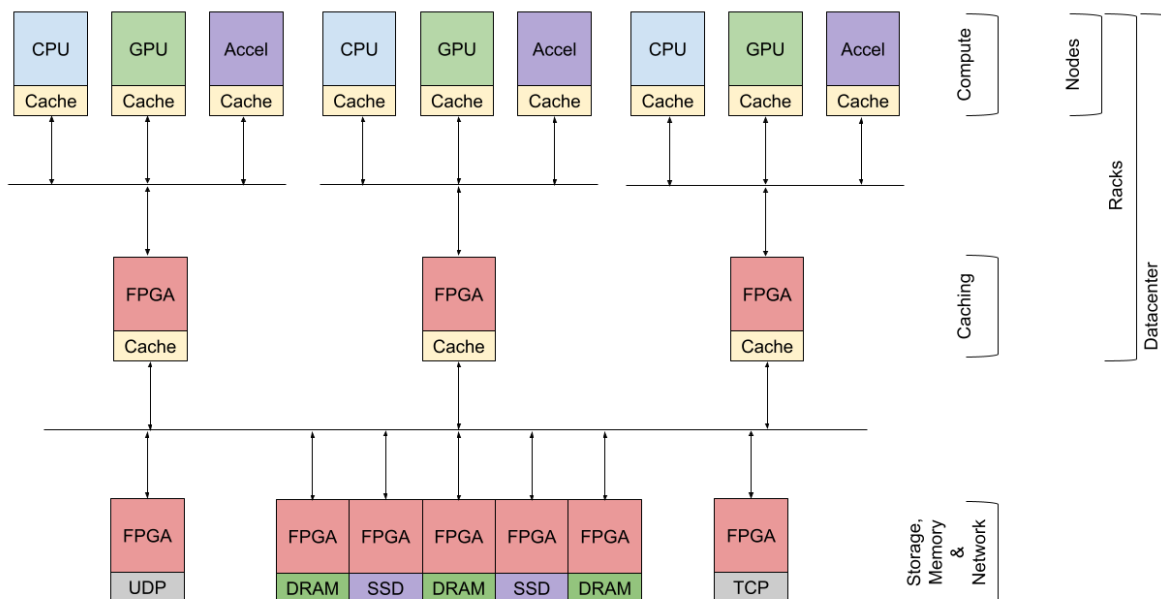 CPU GPU Accel CPU GPU Accel CPU GPU Accel
Cache Cache Cache Cache Cache Cache Cache Cache Cache
Compute
Nodes
Racks
Datacenter
FPGA FPGA FPGA
Cache Cache Cache
Caching
FPGA FPGA FPGA FPGA FPGA FPGA FPGA
UDP DRAM SSD DRAM SSD DRAM TCP
Storage,
Memory
&
Network